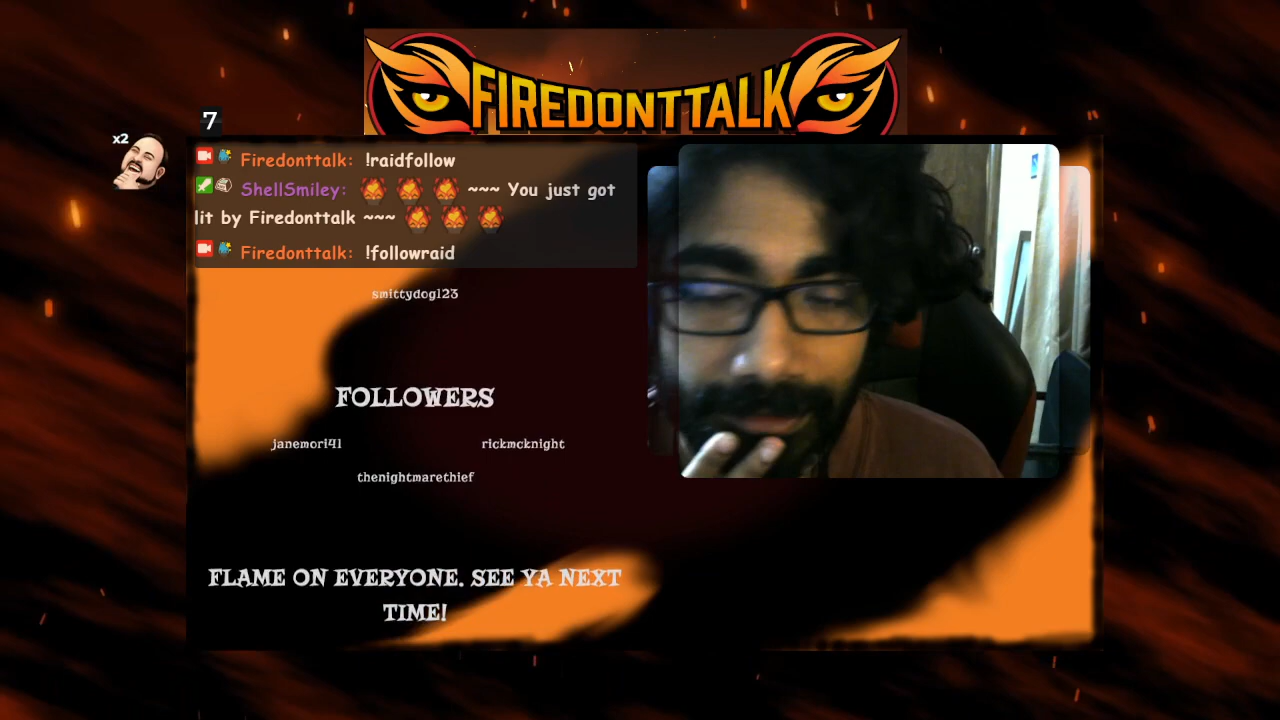 FIREDONTTALK
7
x2
Firedonttalk: !raidfollow
ShellSmiley: ~~~ You just got
lit by Firedonttalk ~~~
Firedonttalk: !followraid
smittydog123
FOLLOWERS
janemori41 rickmcknight
thenightmarethief
FLAME ON EVERYONE. SEE YA NEXT
TIME!